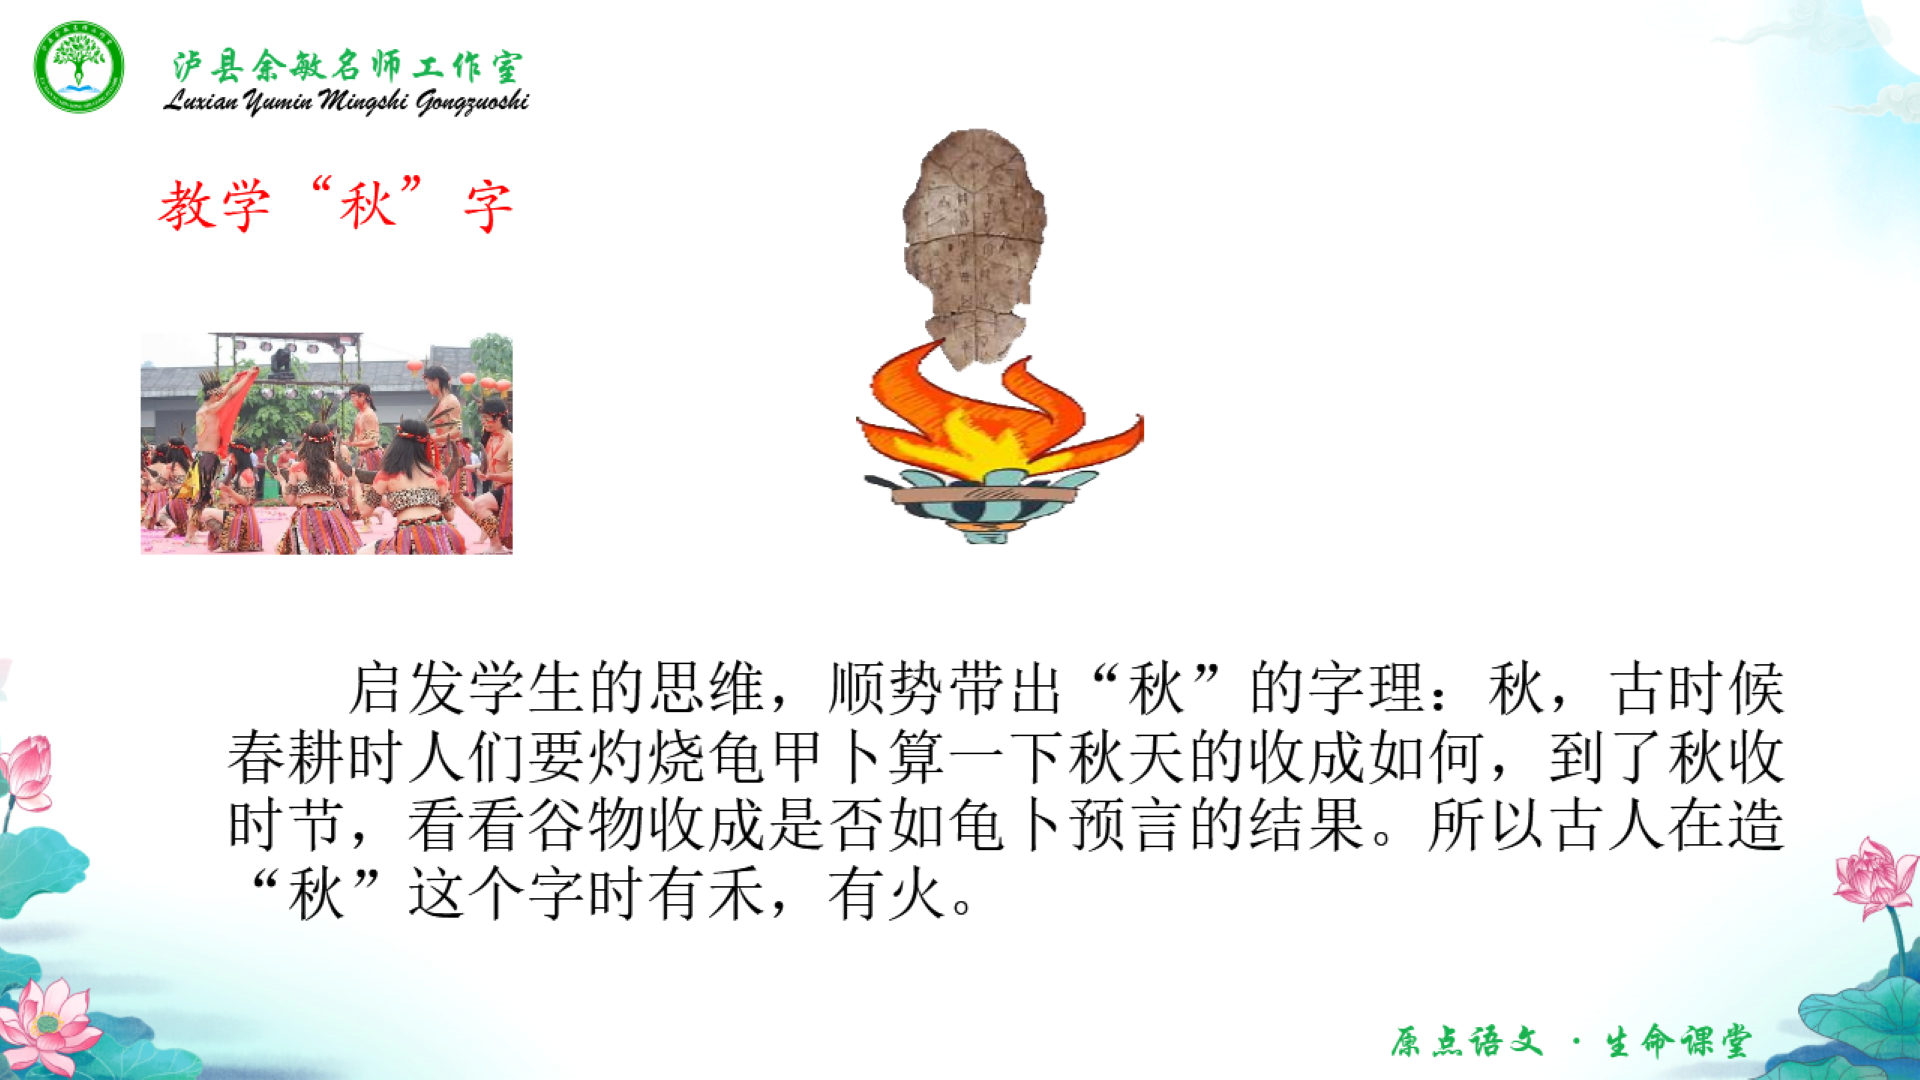 泸县余敏名师工作室
Luxian Yumin Mingshi Gongzuoshi
教学“秋”字
启发学生的思维，顺势带出“秋”的字理：秋，古时候
春耕时人们要灼烧龟甲卜算一下秋天的收成如何，到了秋收
时节，看看谷物收成是否如龟卜预言的结果。所以古人在造
“秋”这个字时有禾，有火。
原点语文·生命课堂